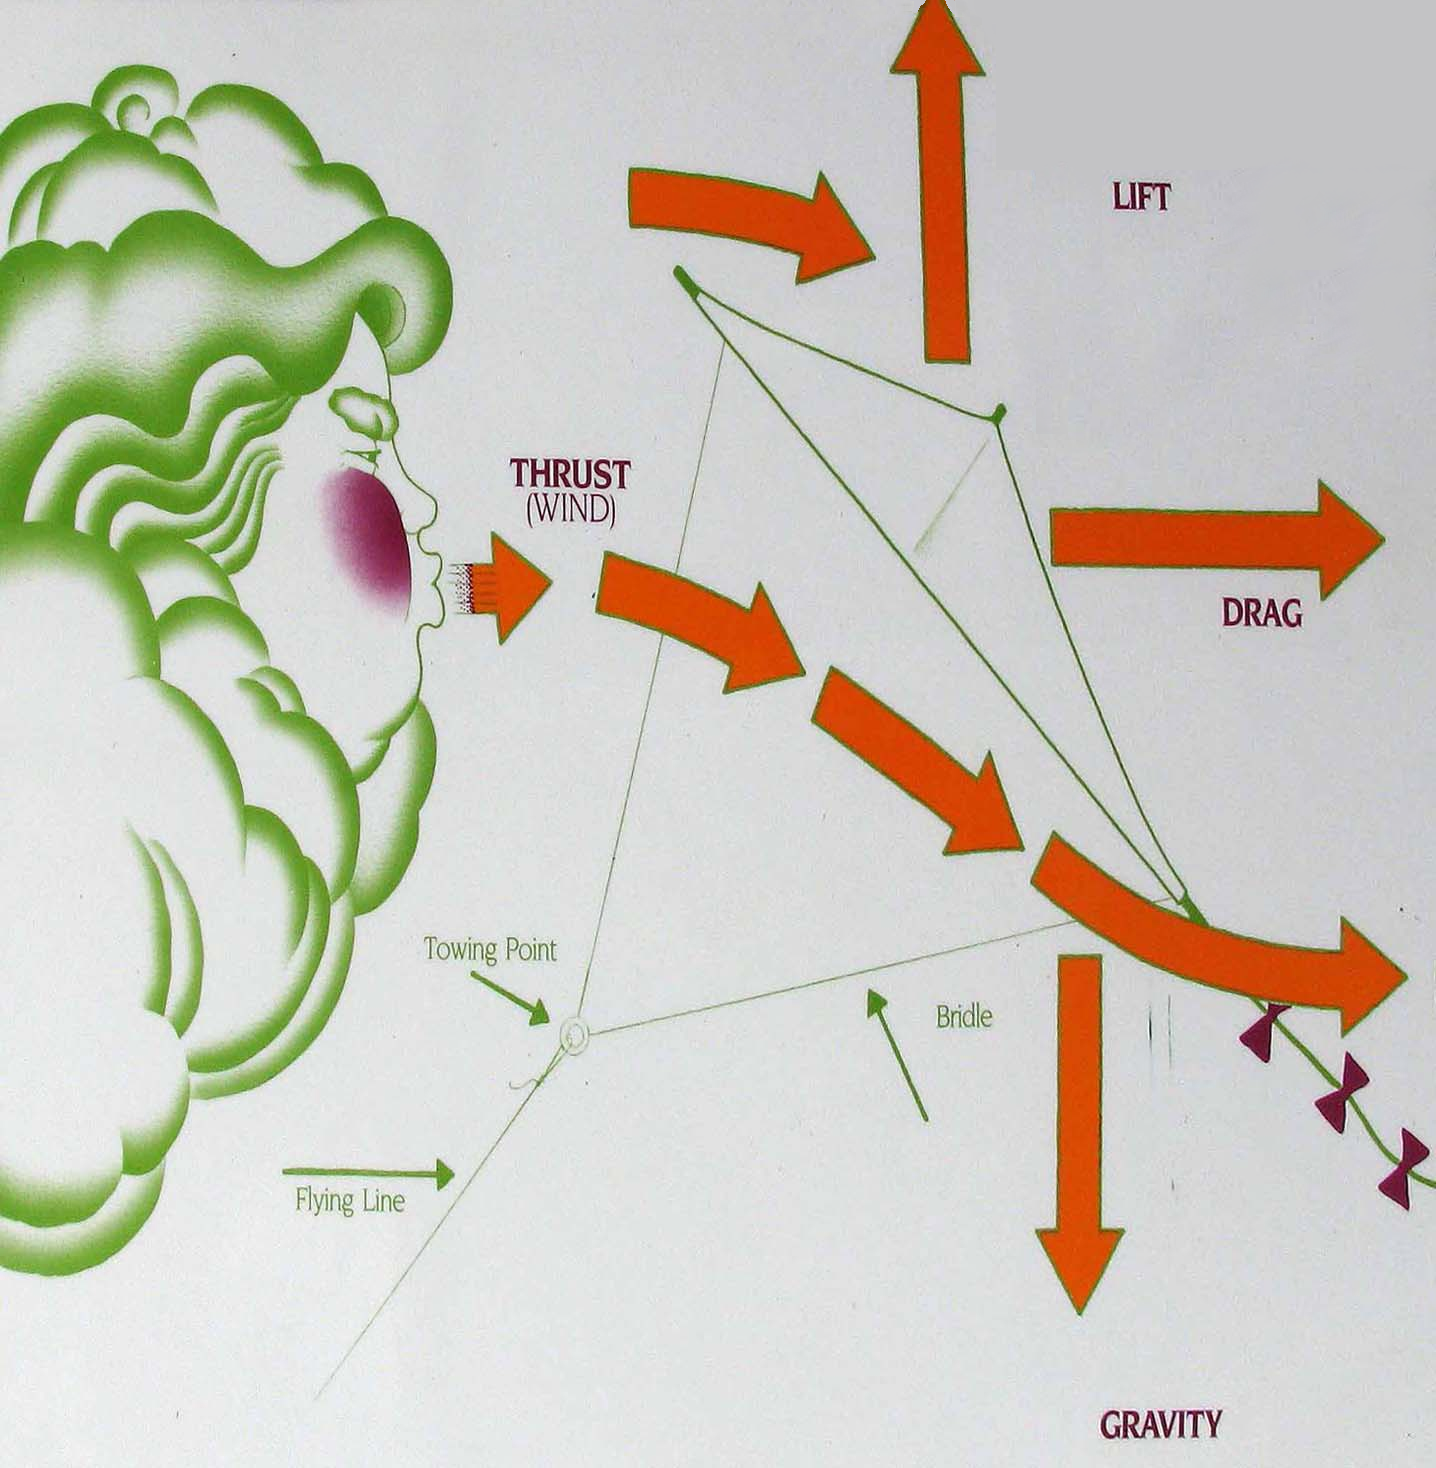 LIFT
THRUST
(WIND)
DRAG
Towing Point
Bridle
Flying Line
GRAVITY